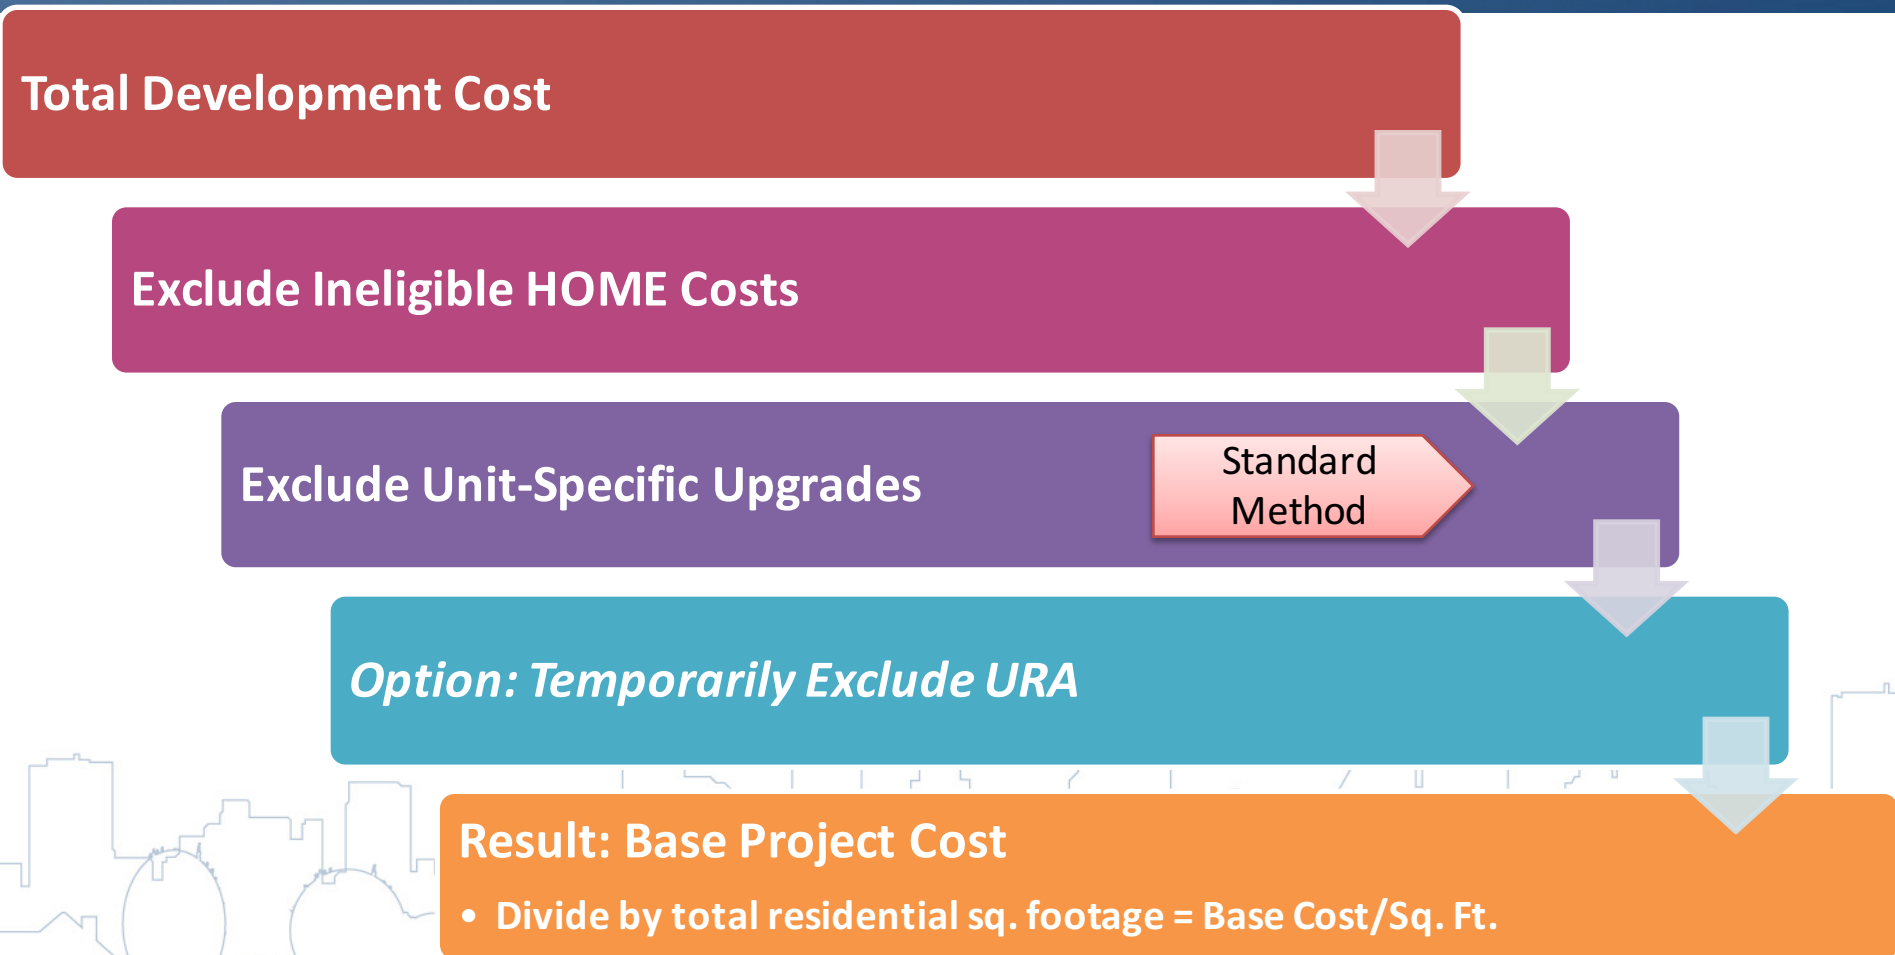 Total Development Cost
Exclude Ineligible HOME Costs
Exclude Unit-Specific Upgrades
Standard
Method
Option: Temporarily Exclude URA
Result: Base Project Cost
• Divide by total residential sq. footage = Base Cost/Sq. Ft.